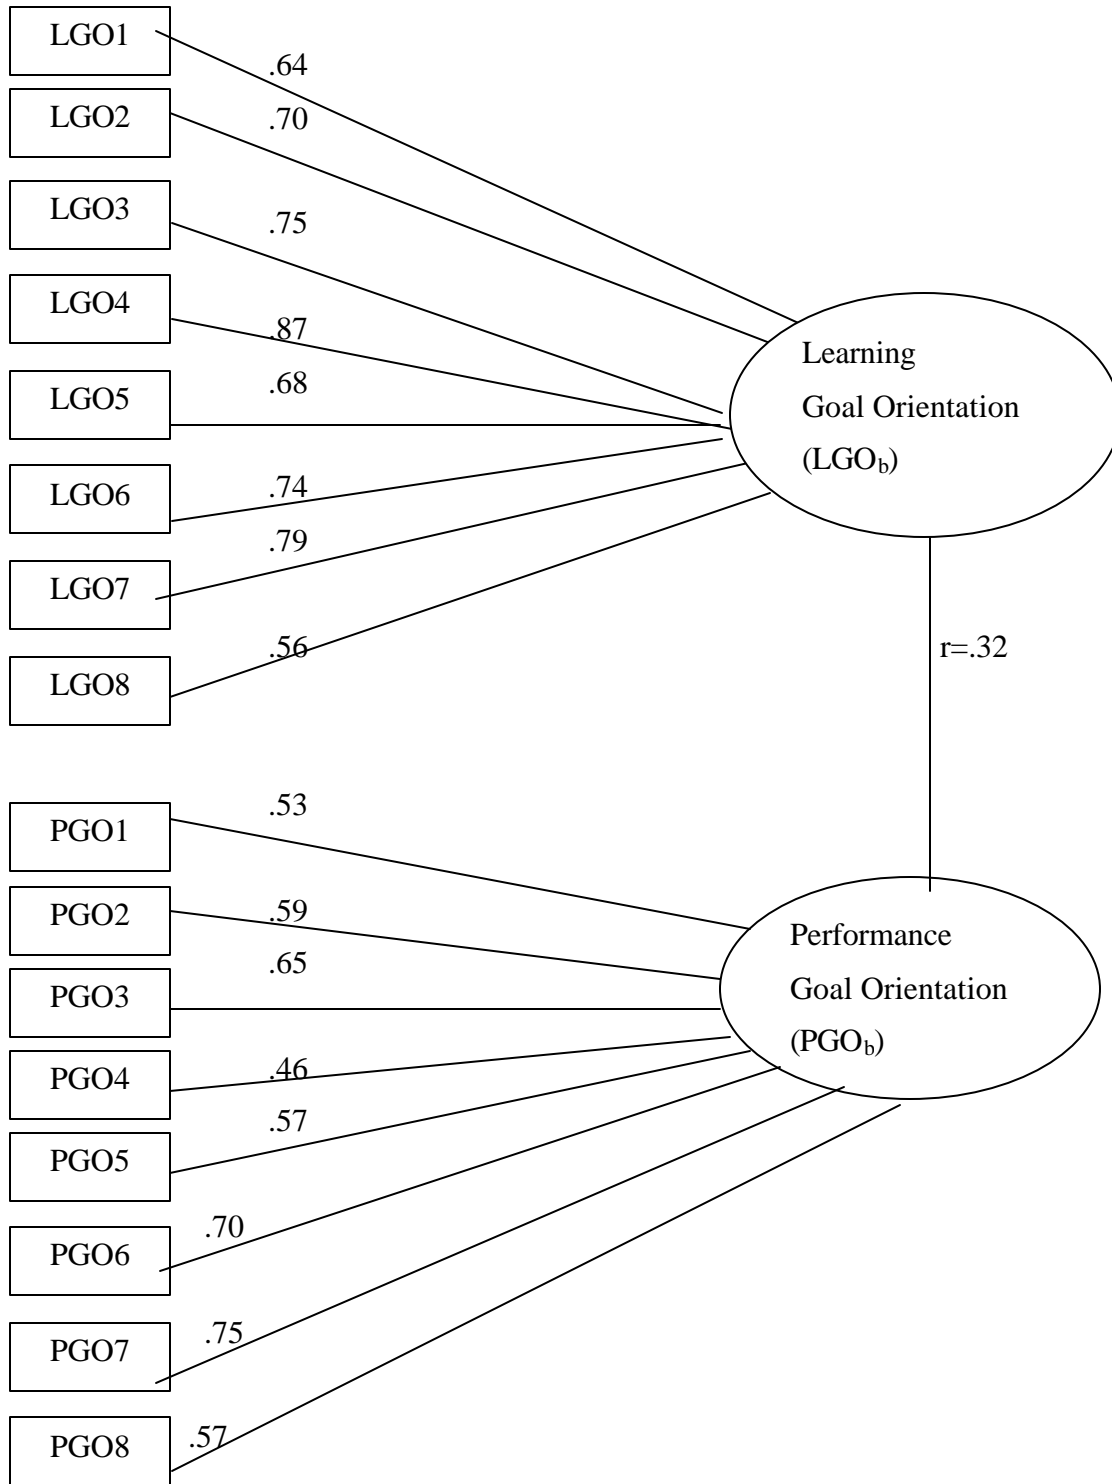 LGO1
.64
LGO2
.70
LGO3
.75
LGO4
.87
LGO5
.68
LGO6
.74
LGO7
.79
LGO8
.56
Learning
Goal Orientation
(LGOb)
r=.32
PGO1
.53
PGO2
.59
PGO3
.65
PGO4
.46
PGO5
.57
PGO6
.70
PGO7
.75
PGO8
.57
Performance
Goal Orientation
(PGOb)